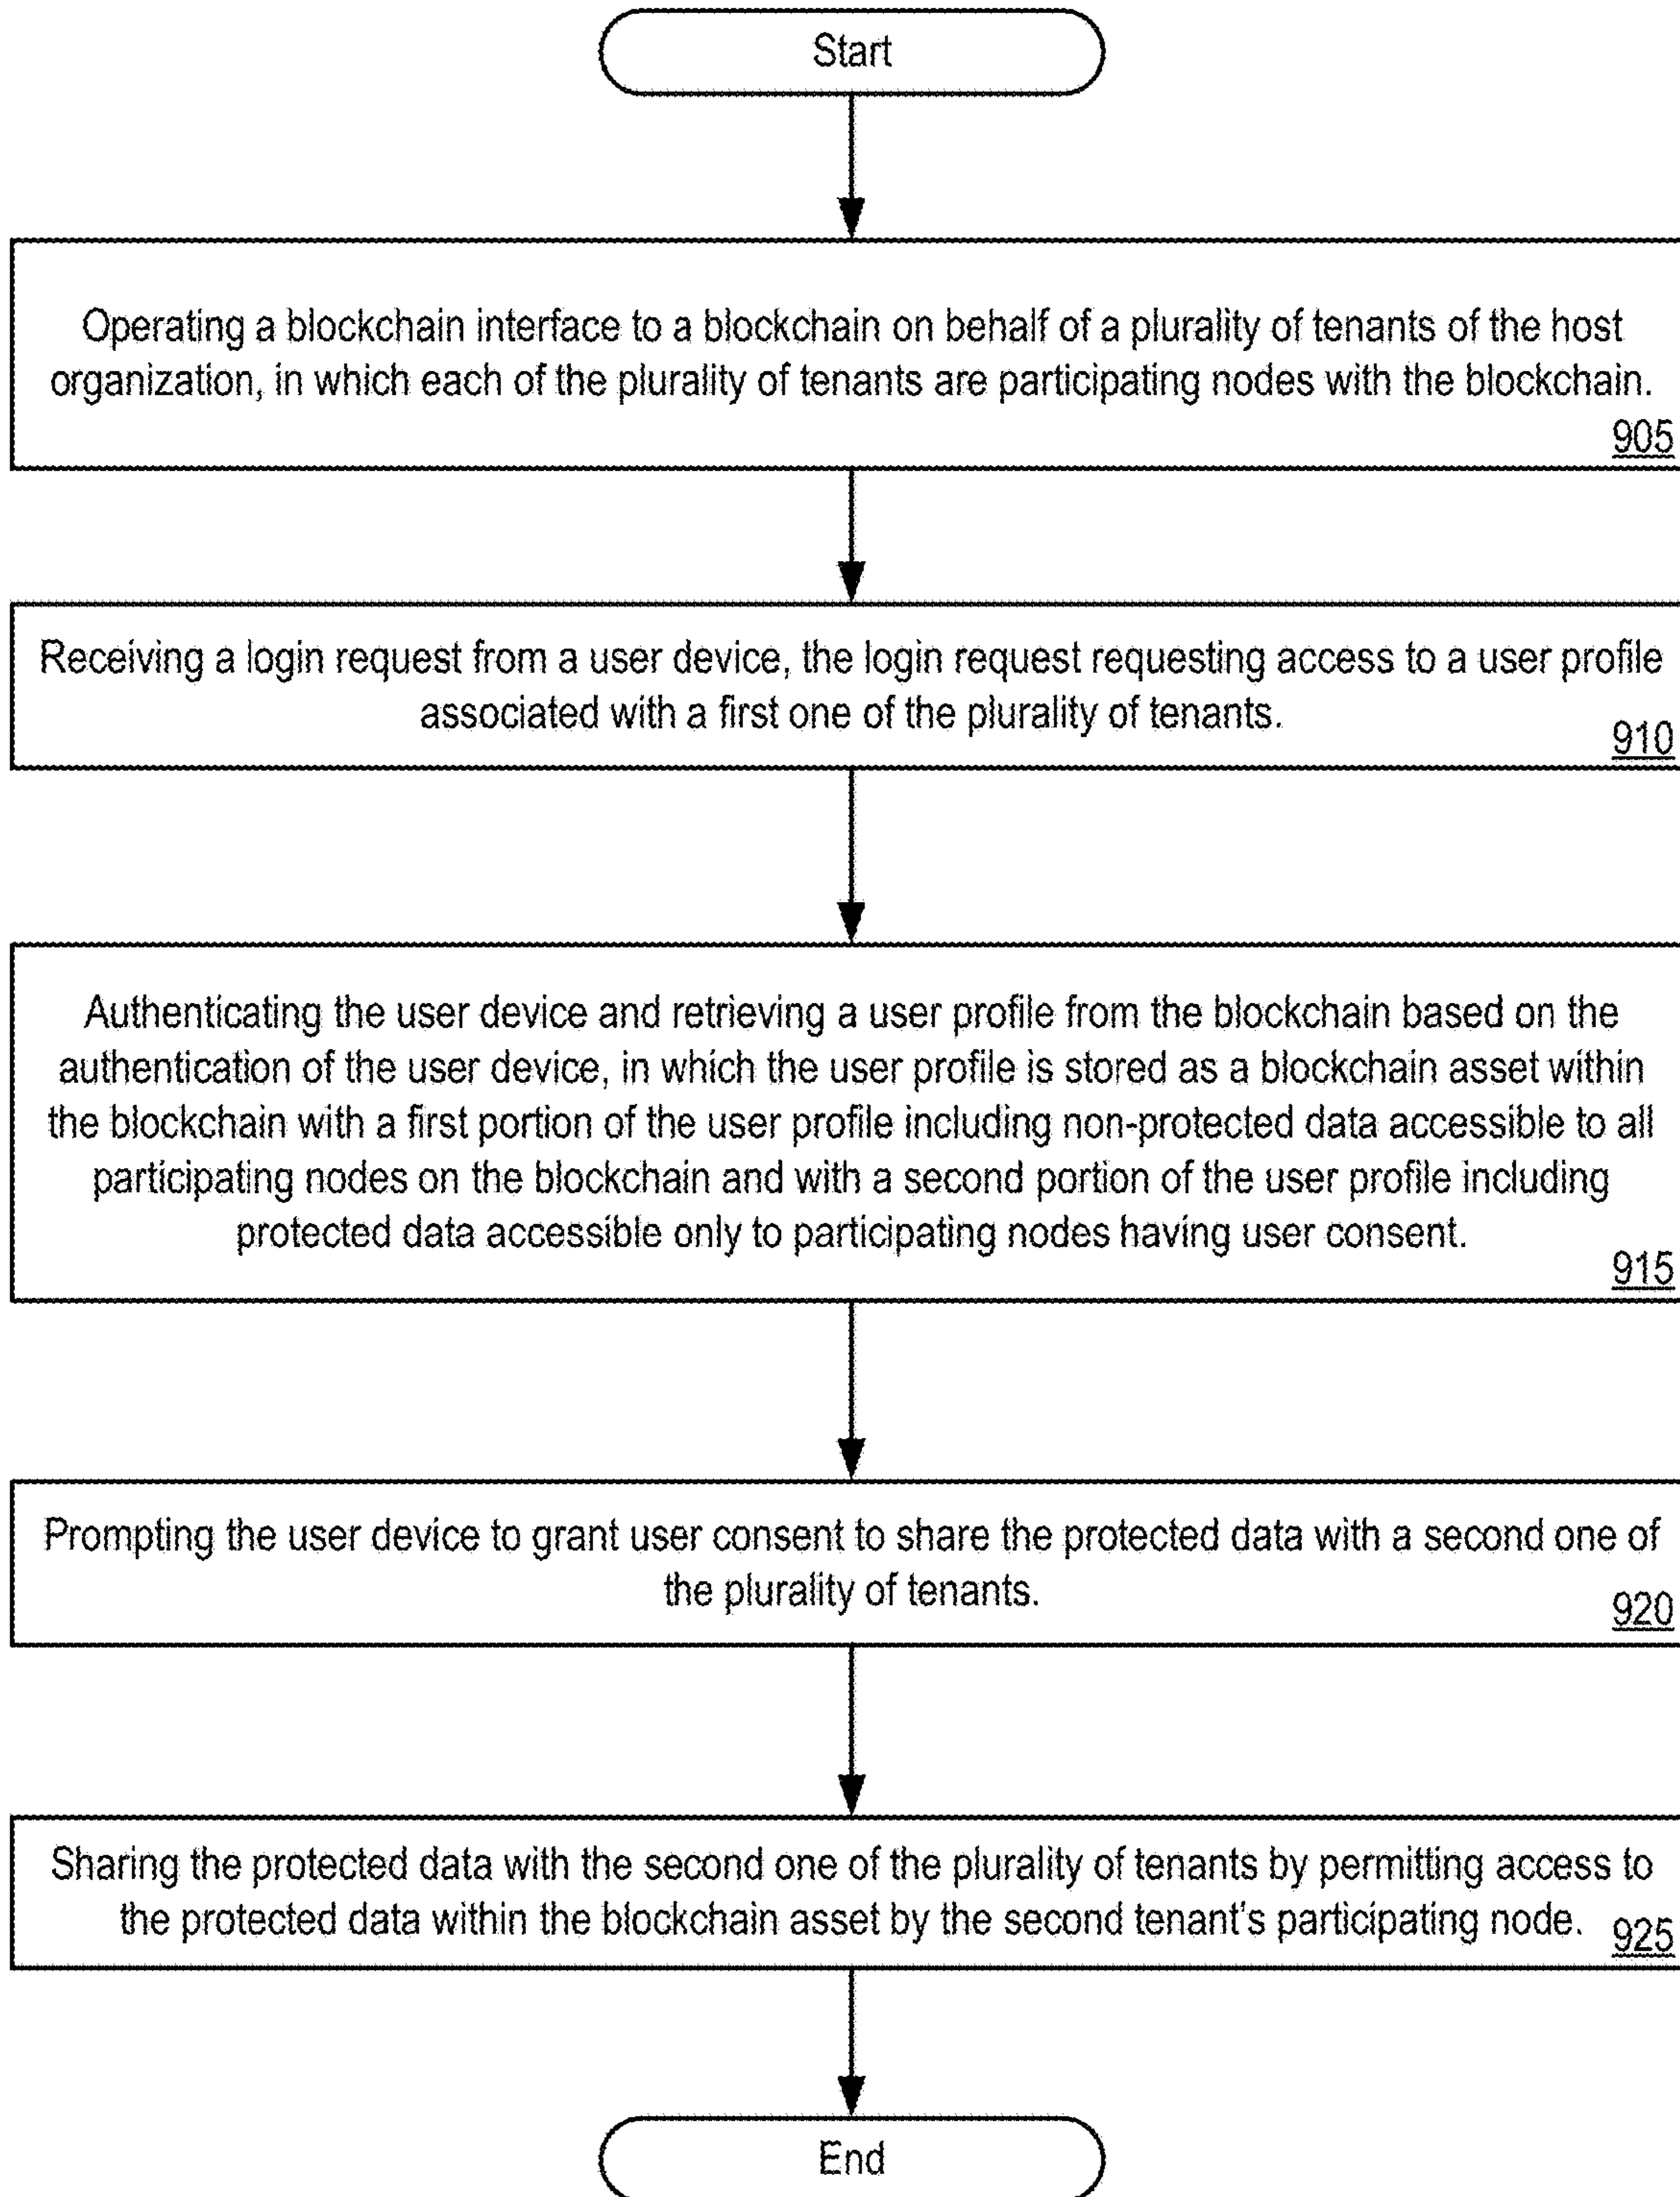 Start
Operating a blockchain interface to a blockchain on behalf of a plurality of tenants of the host
organization, in which each of the plurality of tenants are participating nodes with the blockchain.
905
Receiving a login request from a user device, the login request requesting access to a user profile
associated with a first one of the plurality of tenants.
910
Authenticating the user device and retrieving a user profile from the blockchain based on the
authentication of the user device, in which the user profile is stored as a blockchain asset within
the blockchain with a first portion of the user profile including non-protected data accessible to all
participating nodes on the blockchain and with a second portion of the user profile including
protected data accessible only to participating nodes having user consent.
915
Prompting the user device to grant user consent to share the protected data with a second one of
the plurality of tenants.
920
Sharing the protected data with the second one of the plurality of tenants by permitting access to
the protected data within the blockchain asset by the second tenant's participating node.
925
End